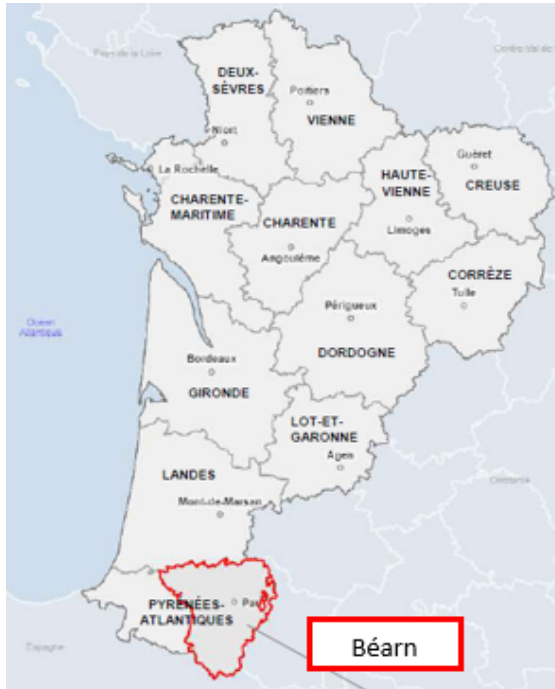 Pays de la Loire
Centre-Val de
DEUX-
SÈVRES
Poitiers
VIENNE
Niort
La Rochelle
Guéret
HAUTE-
VIENNE
CREUSE
CHARENTE-
MARITIME
CHARENTE
Limoges
Angoulême
CORRÈZE
Tulle
Périgueux
Océan
Atlantique
DORDOGNE
Bordeaux
GIRONDE
LOT-ET-
GARONNE
Agen
LANDES
Occitanie
Mont-de-Marsan
PYRÉNÉES-
ATLANTIQUES
Pau
Espagne
Béarn